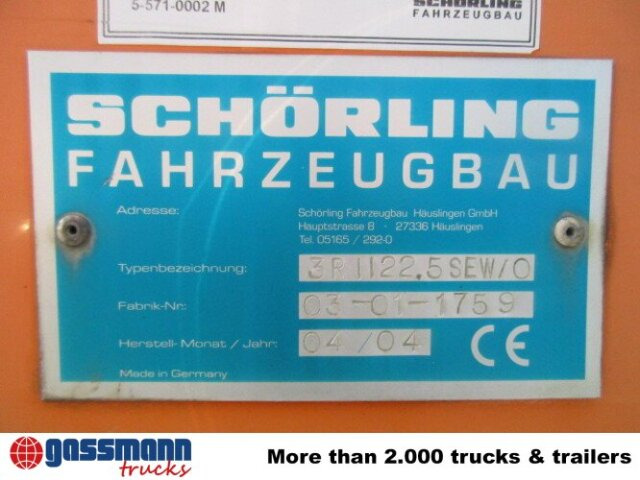 5-571-0002 M
SCHÖRLING
FAHRZEUGBAU
SCHÖRLING
FAHRZEUGBAU
Adresse: Schörling Fahrzeugbau Häuslingen GmbH
Hauptstrasse 8 · 27336 Häuslingen
Tel. 05165 / 292-0
Typenbezeichnung: 3R1122.5SEW/O
Fabrik-Nr: 03-01-1759
Herstell-Monat / Jahr: 04/04 CE
Made in Germany
gassmann
trucks
More than 2.000 trucks & trailers